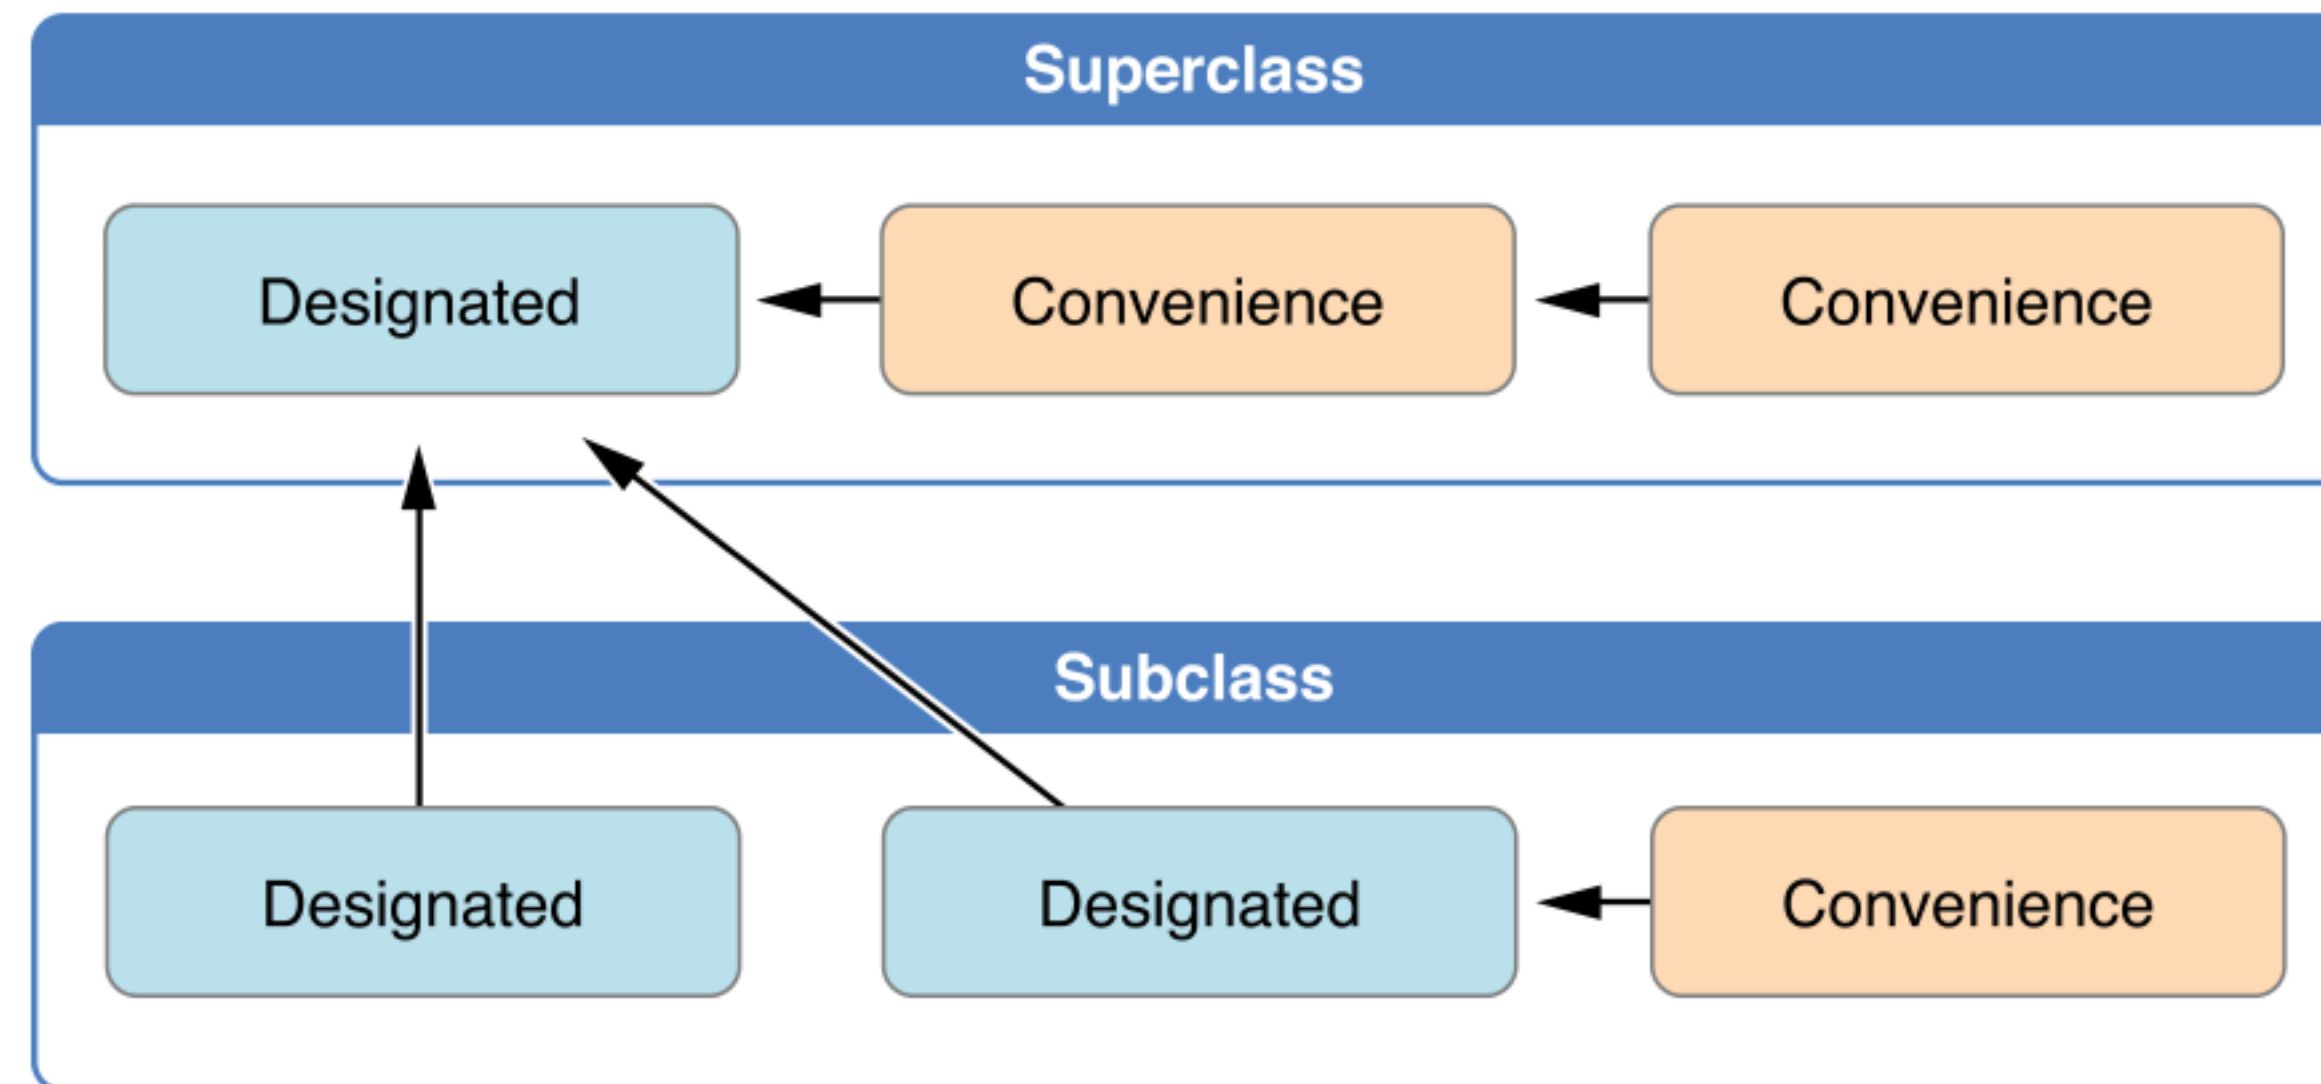 Superclass
Designated
Convenience
Convenience
Subclass
Designated
Designated
Convenience